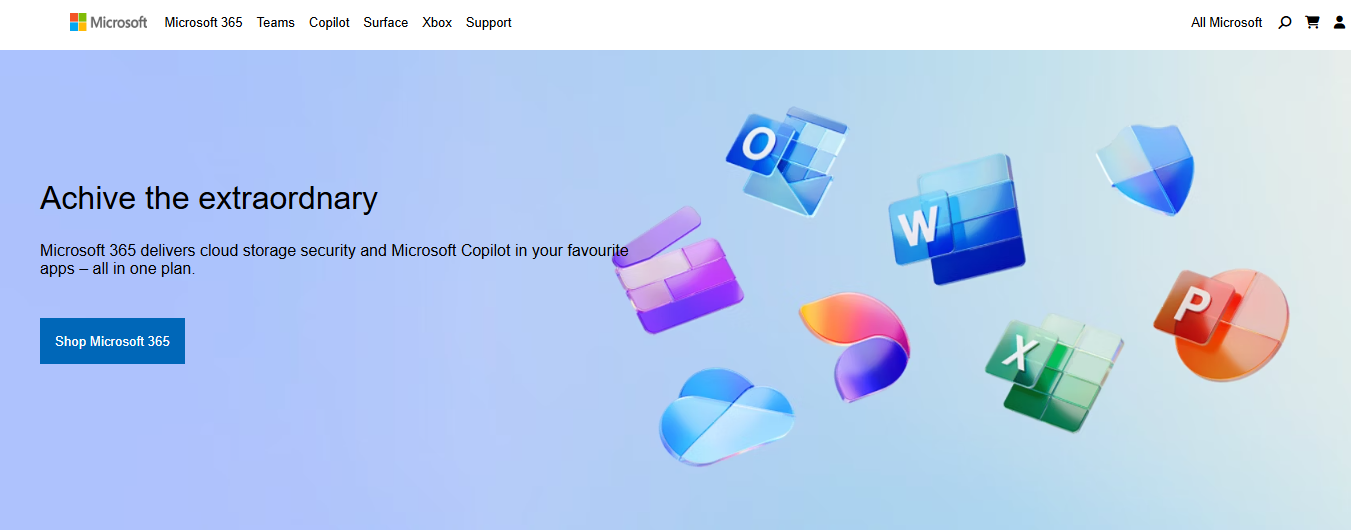 Microsoft Microsoft 365 Teams Copilot Surface Xbox Support All Microsoft
Achive the extraordnary
Microsoft 365 delivers cloud storage security and Microsoft Copilot in your favourite
apps – all in one plan.
Shop Microsoft 365
O
W
P
X